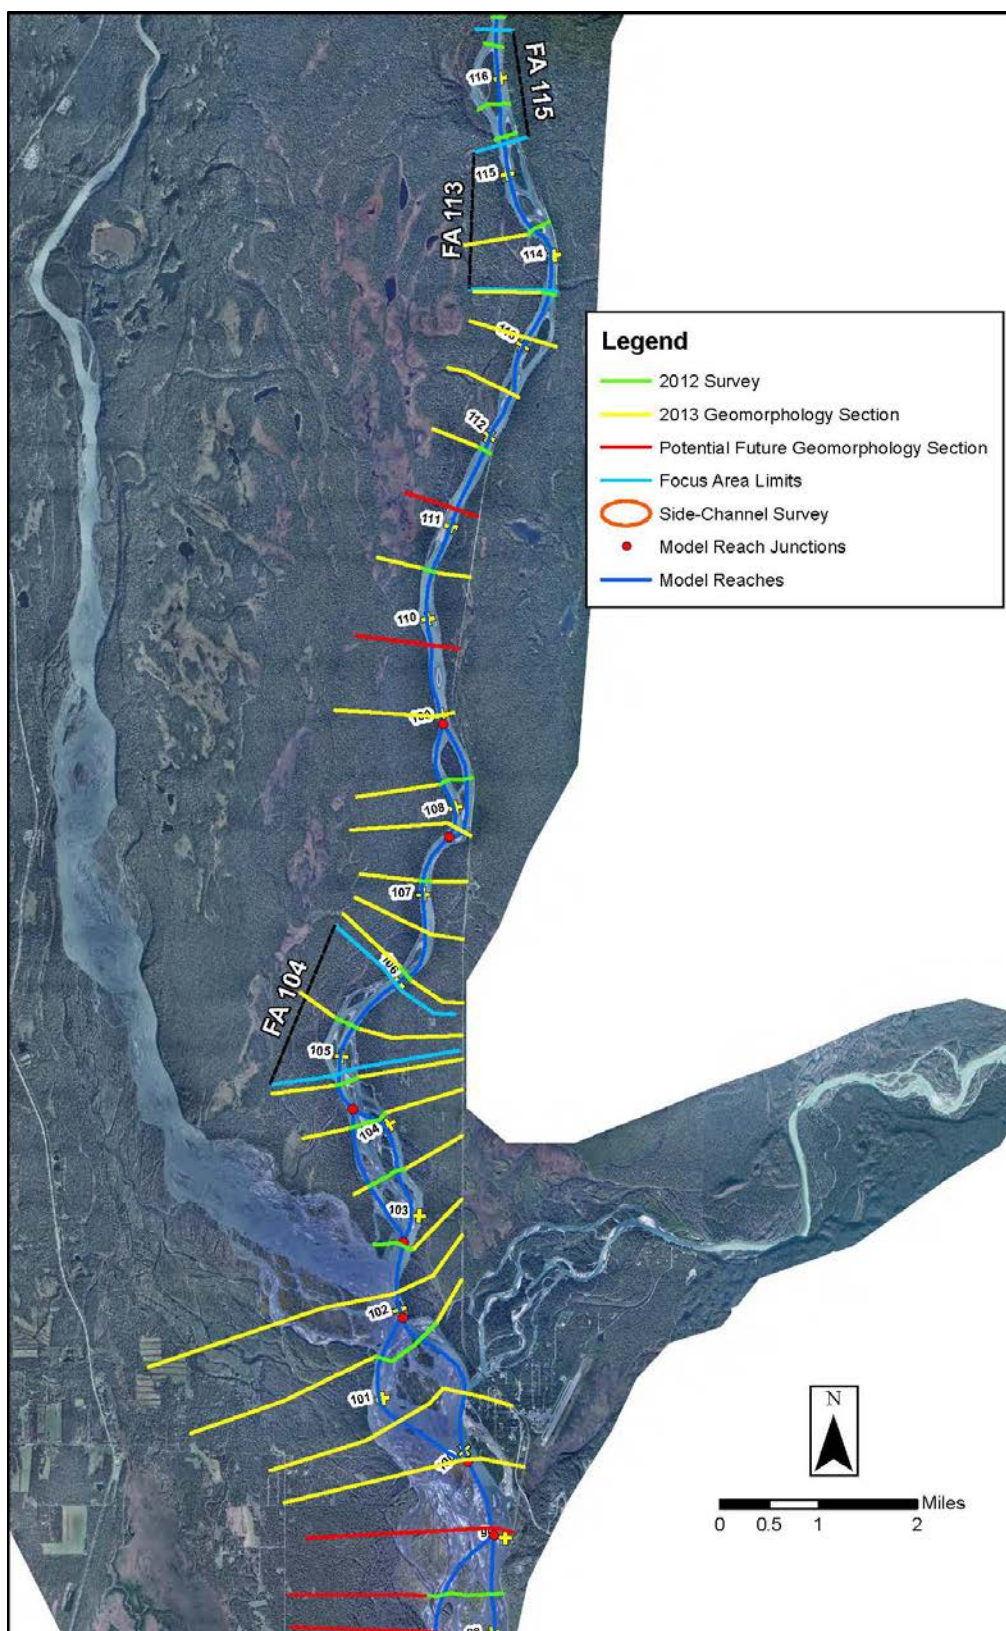 116
FA 115
115
FA 113
114
Legend
2012 Survey
2013 Geomorphology Section
Potential Future Geomorphology Section
Focus Area Limits
Side-Channel Survey
Model Reach Junctions
Model Reaches
112
111
110
108
107
106
FA 104
105
104
103
102
101
N
Miles
0 0.5 1 2